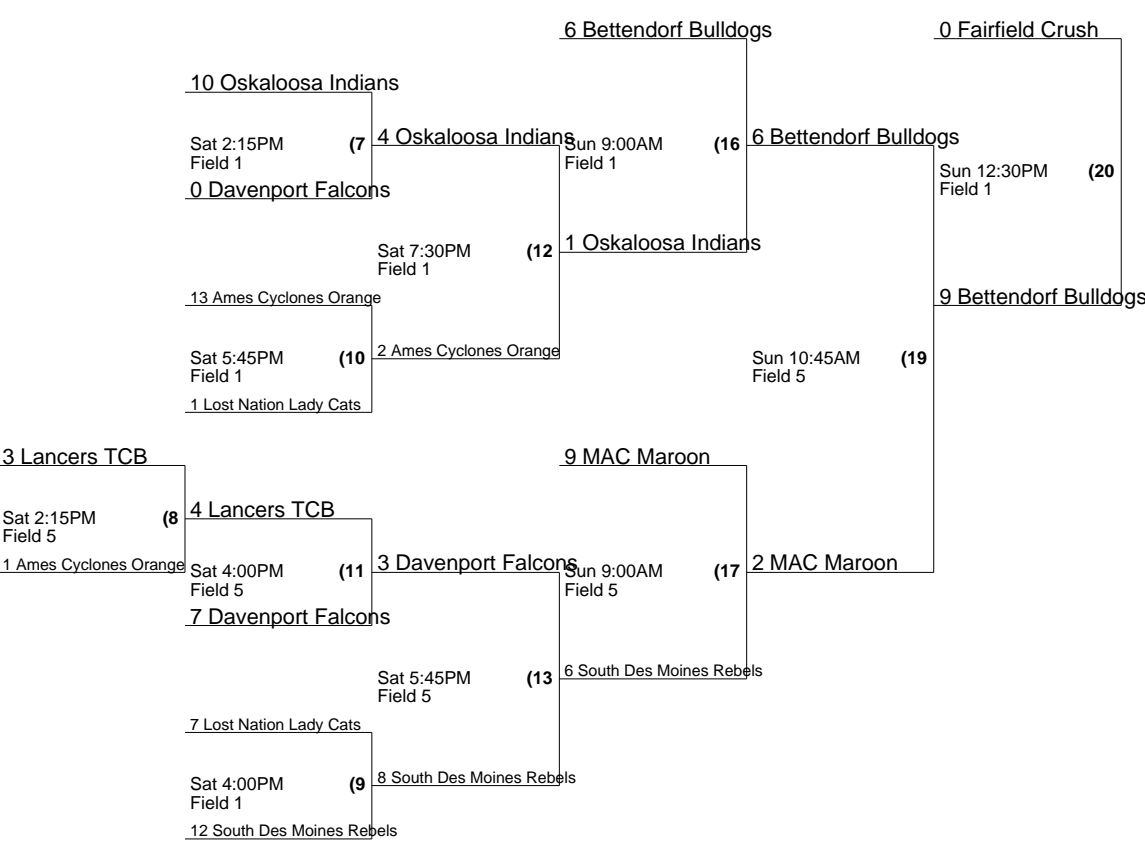 6 Bettendorf Bulldogs
0 Fairfield Crush
10 Oskaloosa Indians
Sat 2:15PM (7
Field 1
4 Oskaloosa Indians
Sun 9:00AM (16
Field 1
6 Bettendorf Bulldogs
0 Davenport Falcons
Sun 12:30PM (20
Field 1
Sat 7:30PM (12
Field 1
1 Oskaloosa Indians
13 Ames Cyclones Orange
9 Bettendorf Bulldogs
Sat 5:45PM (10
Field 1
2 Ames Cyclones Orange
Sun 10:45AM (19
Field 5
1 Lost Nation Lady Cats
3 Lancers TCB
9 MAC Maroon
Sat 2:15PM (8
Field 5
4 Lancers TCB
1 Ames Cyclones Orange
Sat 4:00PM (11
Field 5
3 Davenport Falcons
Sun 9:00AM (17
Field 5
2 MAC Maroon
7 Davenport Falcons
Sat 5:45PM (13
Field 5
6 South Des Moines Rebels
7 Lost Nation Lady Cats
Sat 4:00PM (9
Field 1
8 South Des Moines Rebels
12 South Des Moines Rebels